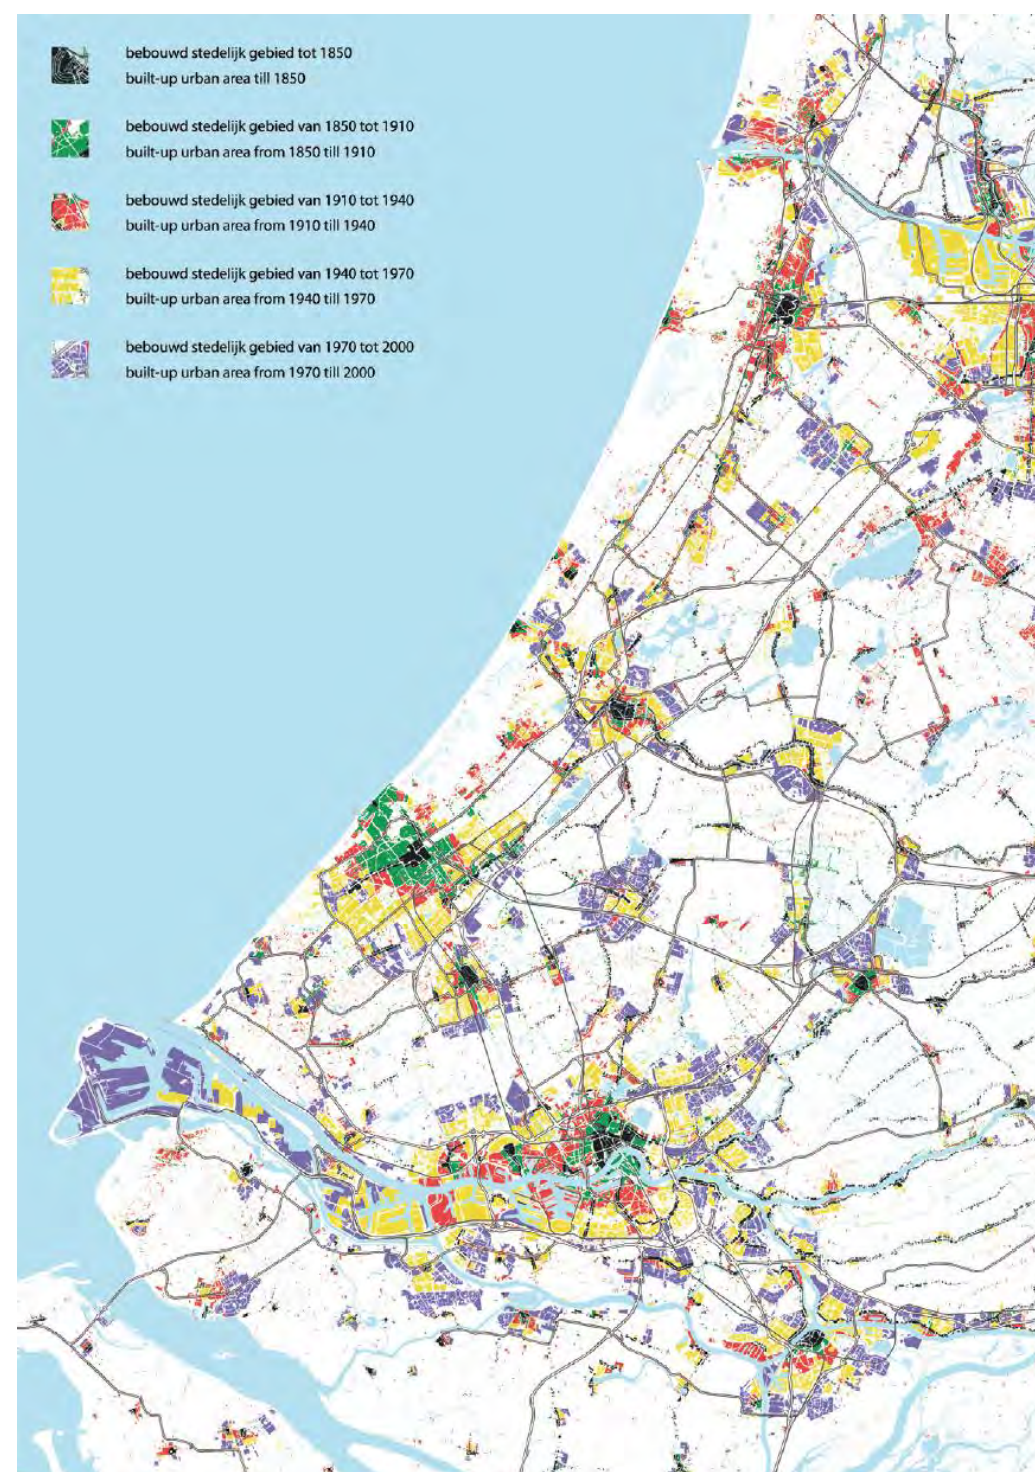 bebouwd stedelijk gebied tot 1850
built-up urban area till 1850
bebouwd stedelijk gebied van 1850 tot 1910
built-up urban area from 1850 till 1910
bebouwd stedelijk gebied van 1910 tot 1940
built-up urban area from 1910 till 1940
bebouwd stedelijk gebied van 1940 tot 1970
built-up urban area from 1940 till 1970
bebouwd stedelijk gebied van 1970 tot 2000
built-up urban area from 1970 till 2000